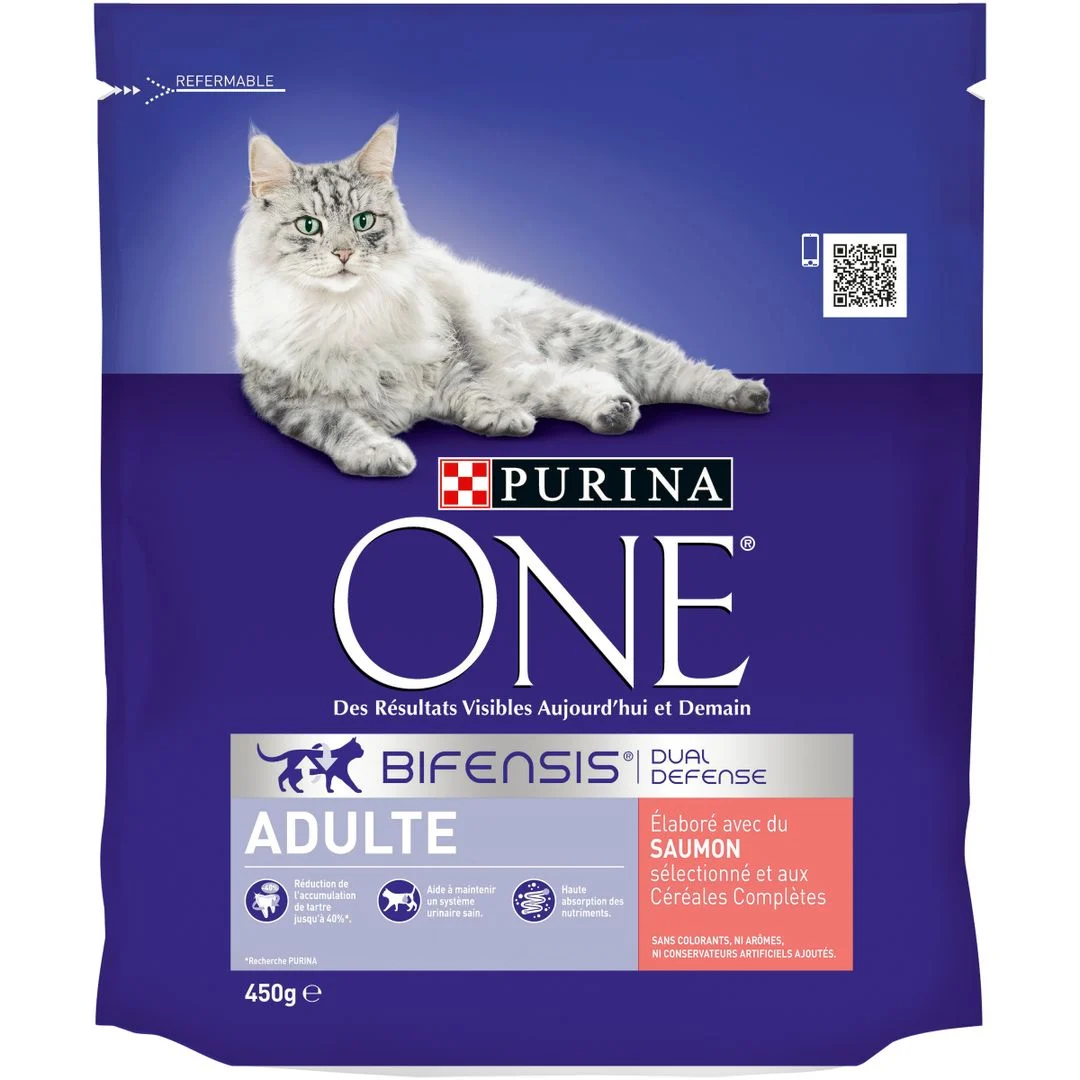 REFERMABLE
PURINA
ONE®
Des Résultats Visibles Aujourd'hui et Demain
BIFENSIS® DUAL
DEFENSE
ADULTE
-40%
Réduction de
l'accumulation
de tartre
jusqu'à 40%*.
Aide à maintenir
un système
urinaire sain.
Haute
absorption des
nutriments.
*Recherche PURINA
Élaboré avec du
SAUMON
sélectionné et aux
Céréales Complètes
SANS COLORANTS, NI ARÔMES,
NI CONSERVATEURS ARTIFICIELS AJOUTÉS.
450g ℮